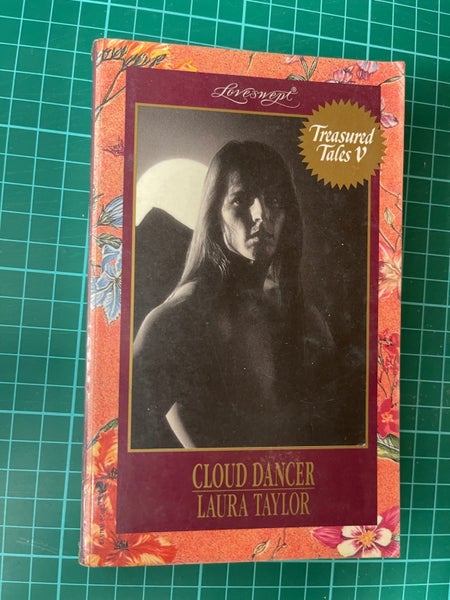 Loveswept®
Treasured
Tales V
CLOUD DANCER
LAURA TAYLOR